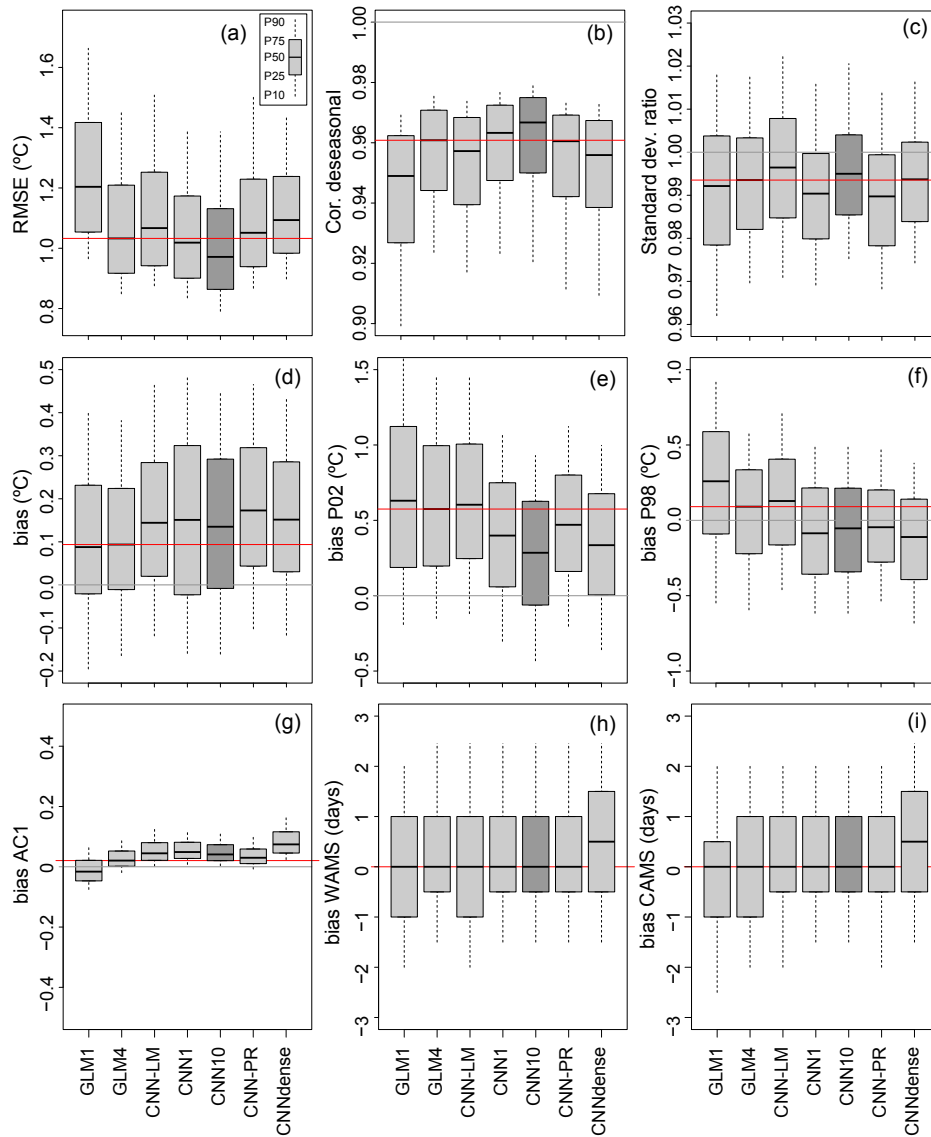 (a)
P90
P75
P50
P25
P10
RMSE (ºC)
0.8
1.0
1.2
1.4
1.6
(b)
Cor. deseasonal
0.90
0.92
0.94
0.96
0.98
1.00
(c)
Standard dev. ratio
0.96
0.97
0.98
0.99
1.00
1.01
1.02
1.03
(d)
bias (ºC)
−0.2
−0.1
0.0
0.1
0.2
0.3
0.4
0.5
(e)
bias P02 (ºC)
−0.5
0.0
0.5
1.0
1.5
(f)
bias P98 (ºC)
−1.0
−0.5
0.0
0.5
1.0
(g)
bias AC1
−0.4
−0.2
0
0.2
0.4
(h)
bias WAMS (days)
−3
−2
−1
0
1
2
3
(i)
bias CAMS (days)
−3
−2
−1
0
1
2
3
GLM1
GLM4
CNN-LM
CNN1
CNN10
CNN-PR
CNNdense
GLM1
GLM4
CNN-LM
CNN1
CNN10
CNN-PR
CNNdense
GLM1
GLM4
CNN-LM
CNN1
CNN10
CNN-PR
CNNdense